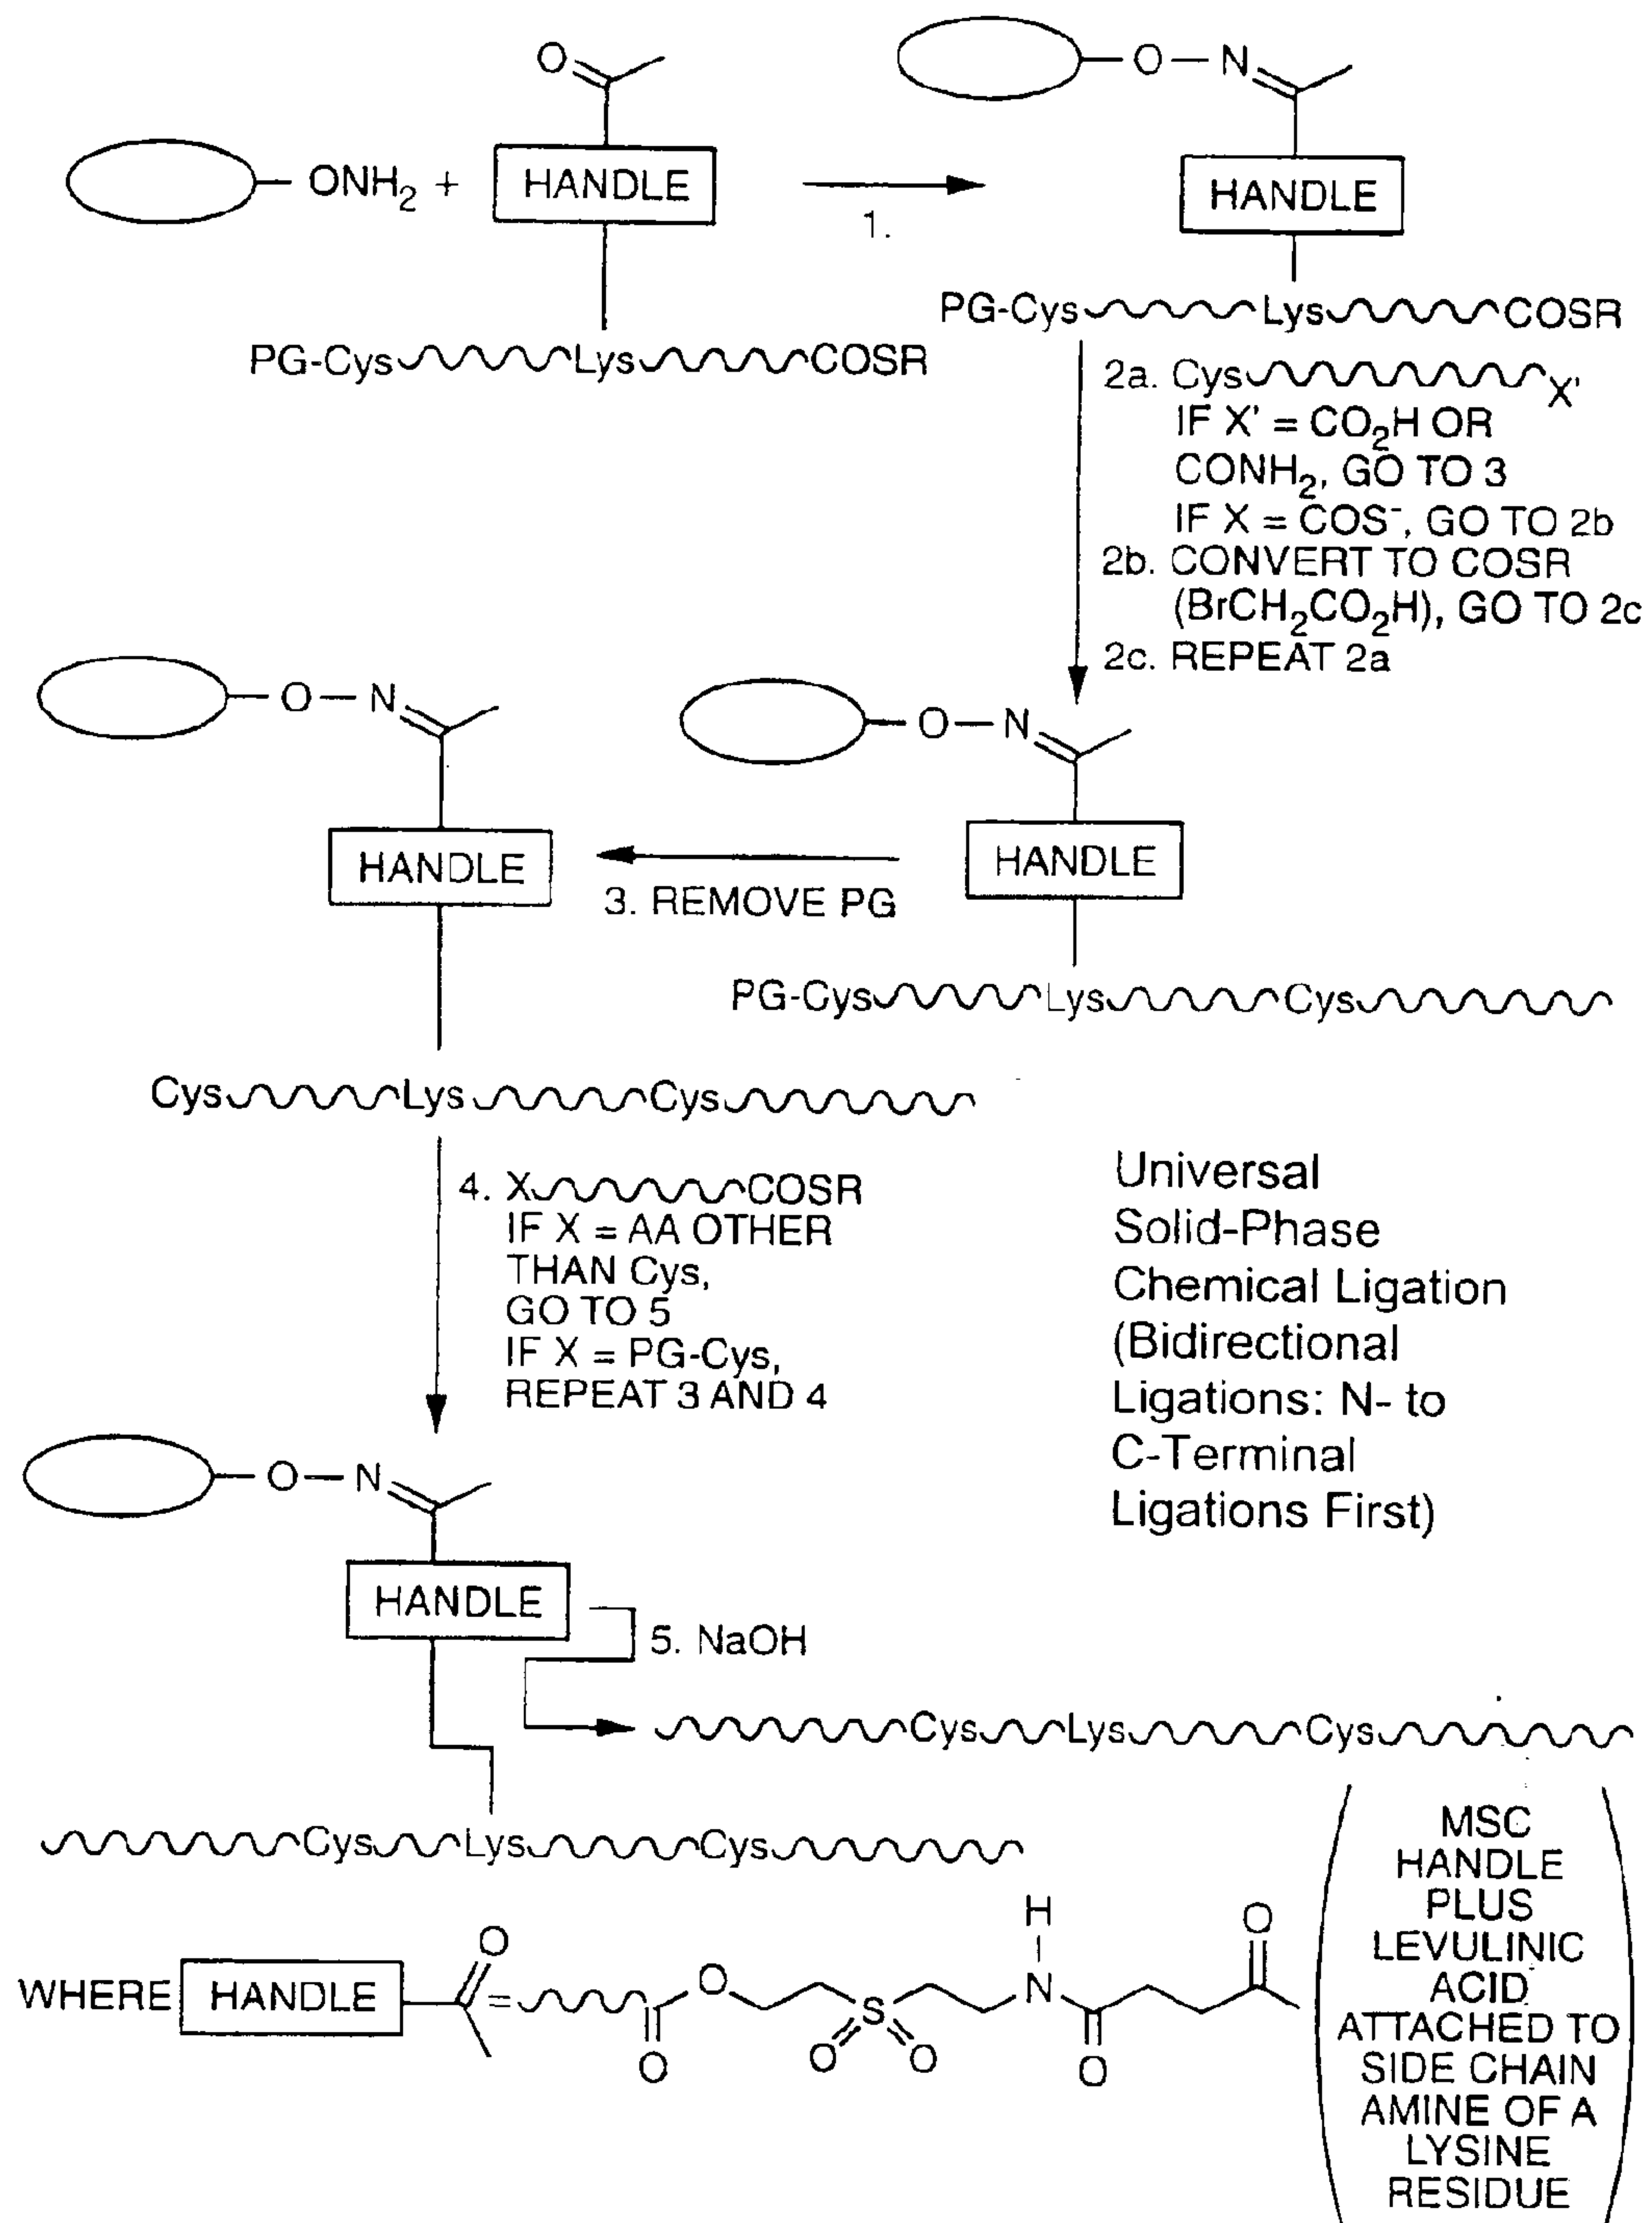 O
O — N
ONH2 +
HANDLE
1.
HANDLE
PG-Cys Lys COSR
PG-Cys Lys COSR
2a. Cys X'
IF X' = CO2H OR
CONH2, GO TO 3
IF X = COS-, GO TO 2b
2b. CONVERT TO COSR
(BrCH2CO2H), GO TO 2c
2c. REPEAT 2a
O — N
O — N
HANDLE
3. REMOVE PG
HANDLE
PG-Cys Lys Cys
Cys Lys Cys
4. X COSR
IF X = AA OTHER
THAN Cys,
GO TO 5
IF X = PG-Cys,
REPEAT 3 AND 4
Universal
Solid-Phase
Chemical Ligation
(Bidirectional
Ligations: N- to
C-Terminal
Ligations First)
O — N
HANDLE
5. NaOH
Cys Lys Cys
Cys Lys Cys
WHERE HANDLE O = O O S O O H N O O
MSC
HANDLE
PLUS
LEVULINIC
ACID
ATTACHED TO
SIDE CHAIN
AMINE OF A
LYSINE
RESIDUE